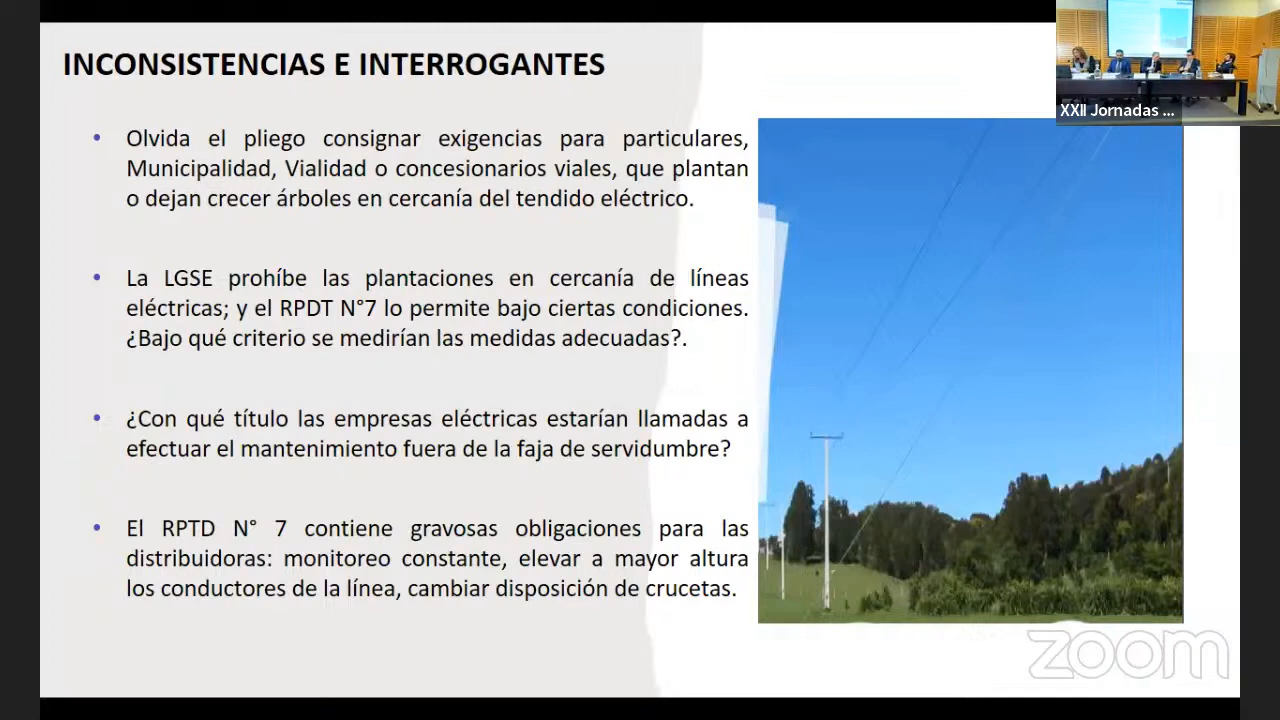 INCONSISTENCIAS E INTERROGANTES
XXII Jornadas ...
• Olvida el pliego consignar exigencias para particulares,
Municipalidad, Vialidad o concesionarios viales, que plantan
o dejan crecer árboles en cercanía del tendido eléctrico.
• La LGSE prohíbe las plantaciones en cercanía de líneas
eléctricas; y el RPDT N°7 lo permite bajo ciertas condiciones.
¿Bajo qué criterio se medirían las medidas adecuadas?.
• ¿Con qué título las empresas eléctricas estarían llamadas a
efectuar el mantenimiento fuera de la faja de servidumbre?
• El RPTD N° 7 contiene gravosas obligaciones para las
distribuidoras: monitoreo constante, elevar a mayor altura
los conductores de la línea, cambiar disposición de crucetas.
zoom